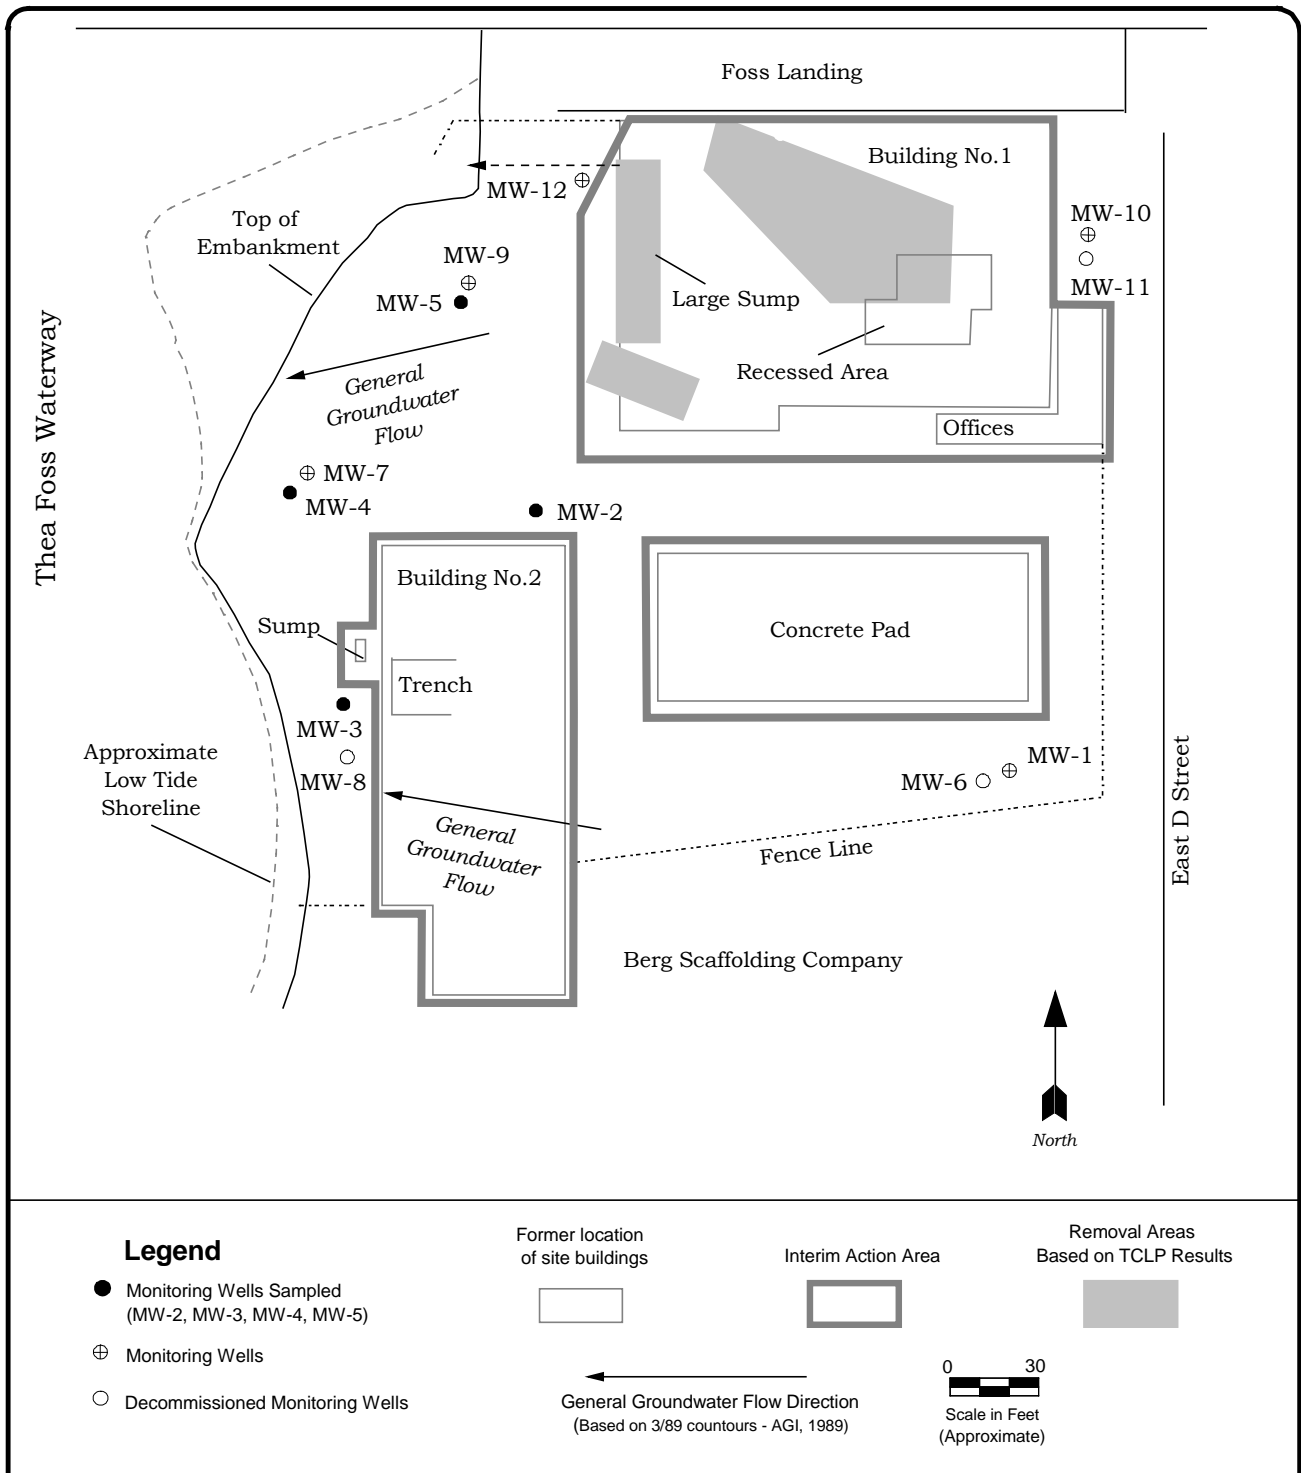 Foss Landing
Building No.1
MW-12
MW-10
MW-11
Top of
Embankment
MW-9
MW-5
Large Sump
Recessed Area
General
Groundwater
Flow
Offices
Thea Foss Waterway
MW-7
MW-4
MW-2
Building No.2
Sump
Trench
Concrete Pad
MW-3
MW-8
Approximate
Low Tide
Shoreline
MW-1
MW-6
General
Groundwater
Flow
Fence Line
East D Street
Berg Scaffolding Company
North
Legend
Monitoring Wells Sampled
(MW-2, MW-3, MW-4, MW-5)
Monitoring Wells
Decommissioned Monitoring Wells
Former location
of site buildings
Interim Action Area
Removal Areas
Based on TCLP Results
General Groundwater Flow Direction
(Based on 3/89 countours - AGI, 1989)
0 30
Scale in Feet
(Approximate)